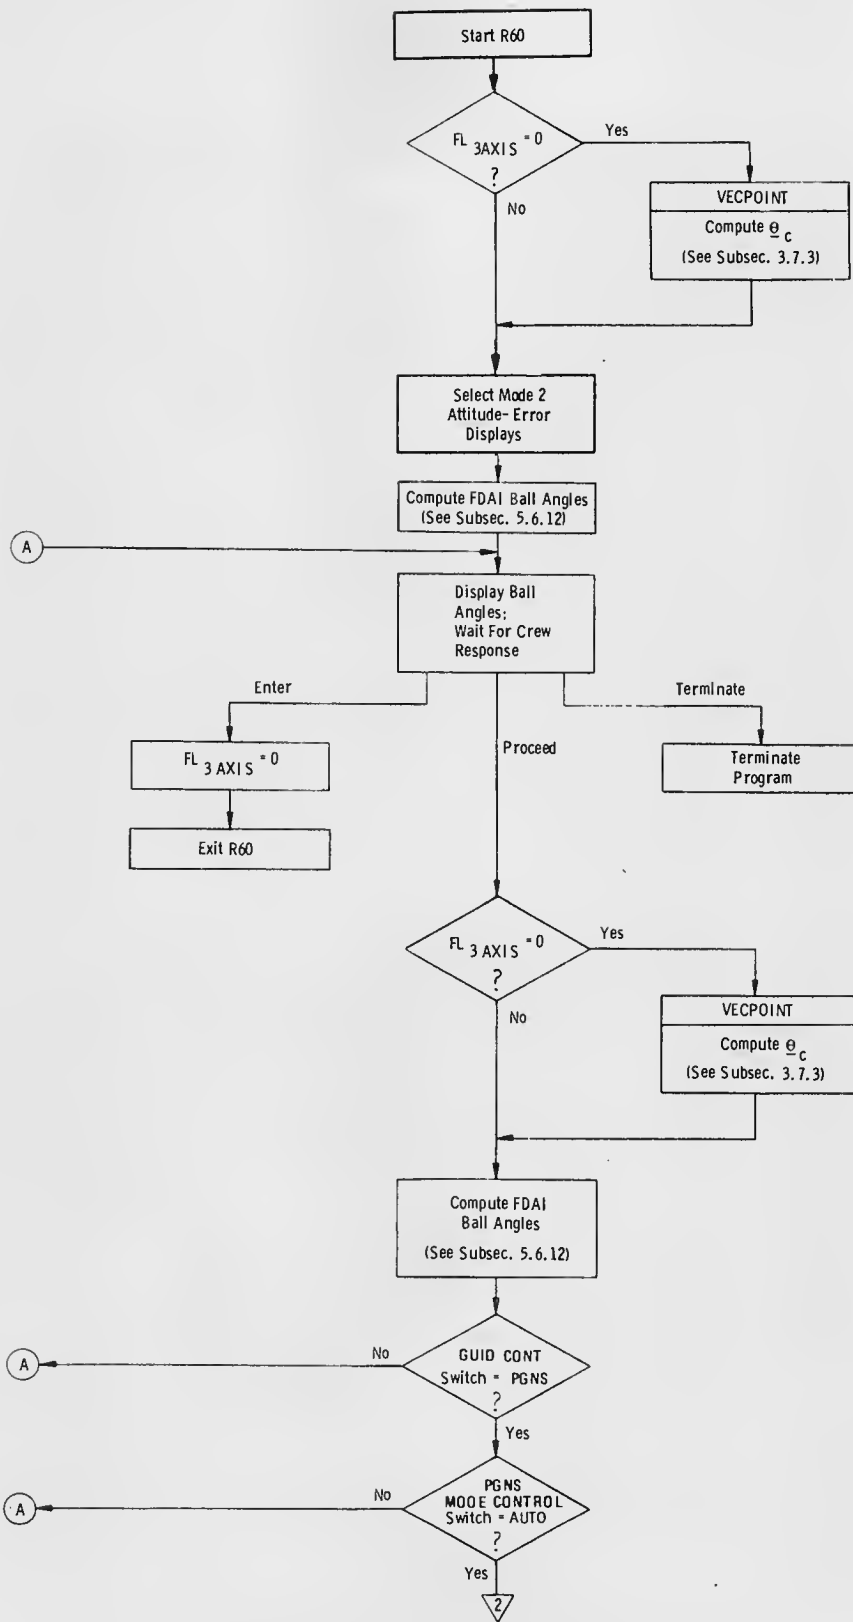 Start R60
FL 3AXIS = 0
?
Yes
No
VECPOINT
Compute θ c
(See Subsec. 3.7.3)
Select Mode 2
Attitude-Error
Displays
Compute FDAI Ball Angles
(See Subsec. 5.6.12)
A
Display Ball
Angles;
Wait For Crew
Response
Enter
Terminate
Proceed
FL 3 AXIS = 0
Exit R60
Terminate
Program
FL 3 AXIS = 0
?
Yes
No
VECPOINT
Compute θ c
(See Subsec. 3.7.3)
Compute FDAI
Ball Angles
(See Subsec. 5.6.12)
A
No
GUID CONT
Switch = PGNS
?
Yes
A
No
PGNS
MODE CONTROL
Switch = AUTO
?
Yes
2